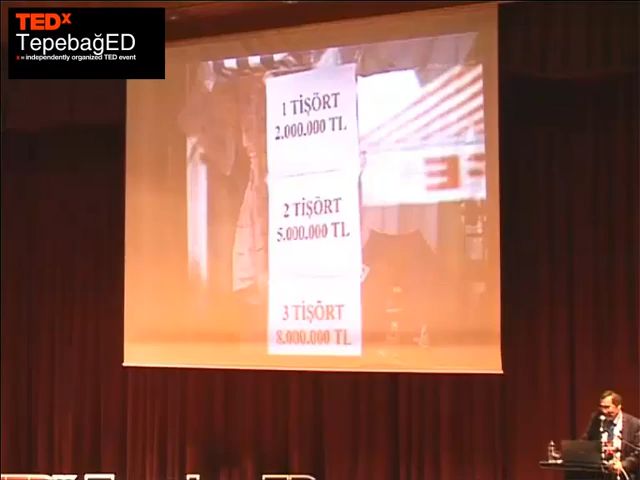 TEDx
TepebağED
x = independently organized TED event
1 TİŞÖRT
2.000.000 TL
2 TİŞÖRT
5.000.000 TL
3 TİŞÖRT
8.000.000 TL